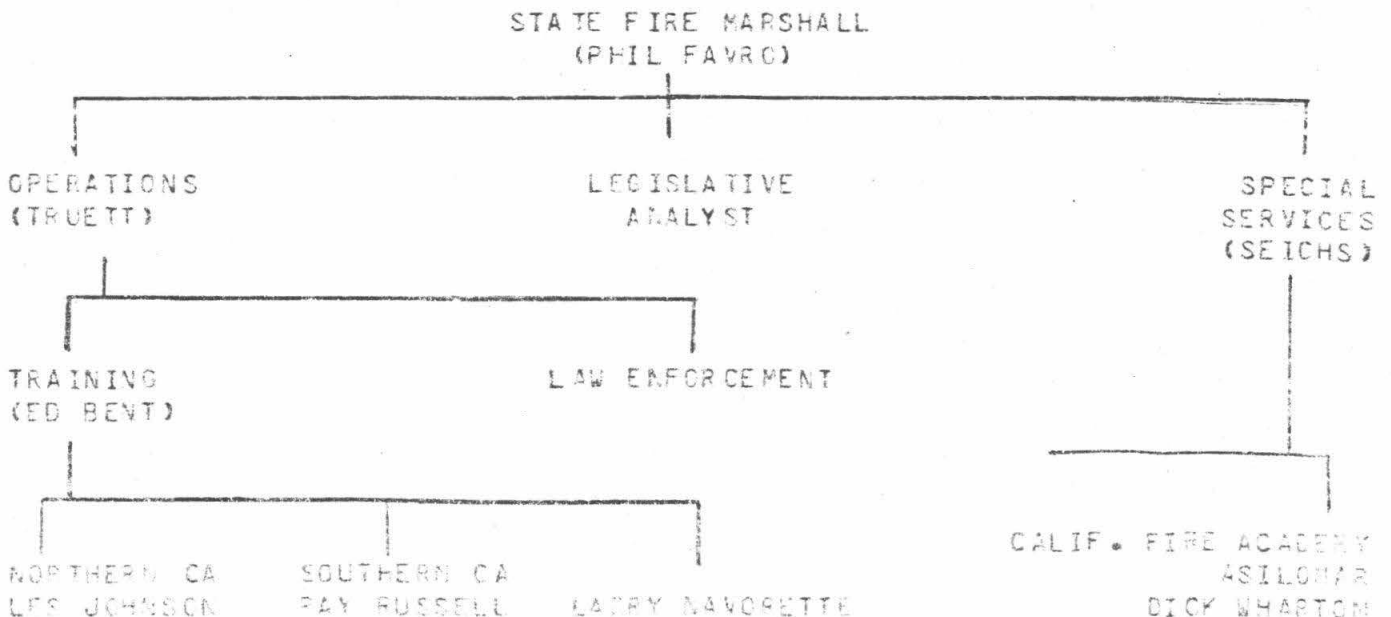 STATE FIRE MARSHALL
(PHIL FAVRO)
OPERATIONS
(TRUETT)
LEGISLATIVE
ANALYST
SPECIAL
SERVICES
(SEICHS)
TRAINING
(ED BENT)
LAW ENFORCEMENT
NORTHERN CA
LES JOHNSON
SOUTHERN CA
RAY RUSSELL
LARRY NAVORETTE
CALIF. FIRE ACADEMY
ASILOMAR
DICK WHARTON